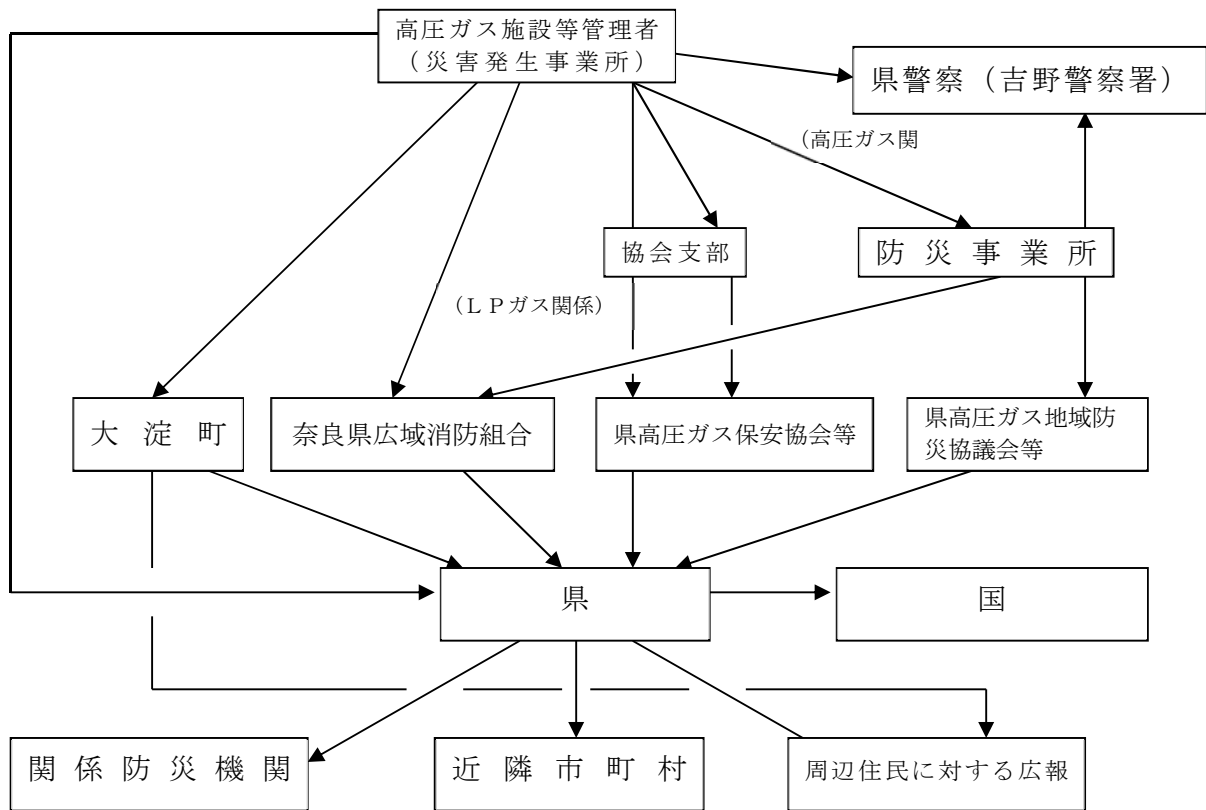 高圧ガス施設等管理者
（災害発生事業所）
県警察（吉野警察署）
（高圧ガス関
協会支部
防災事業所
（ＬＰガス関係）
大淀町
奈良県広域消防組合
県高圧ガス保安協会等
県高圧ガス地域防
災協議会等
県
国
関係防災機関
近隣市町村
周辺住民に対する広報